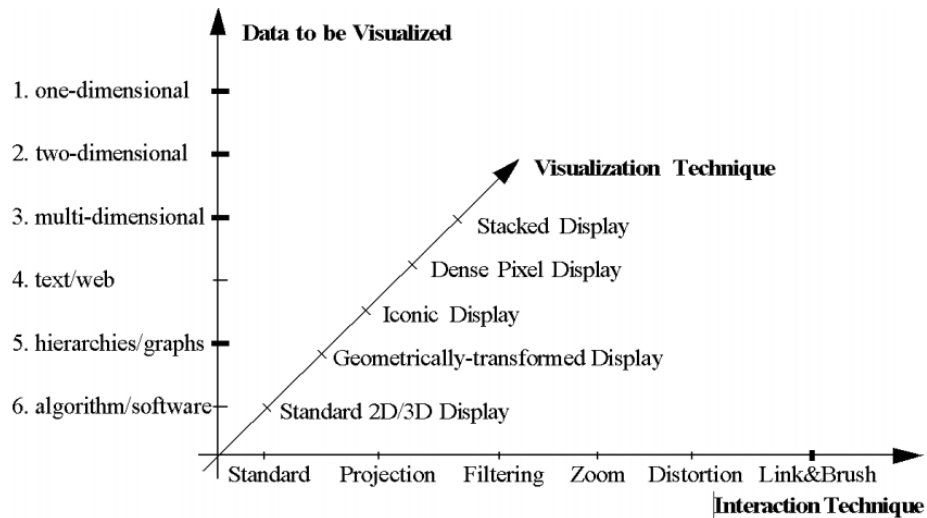 Data to be Visualized
1. one-dimensional
2. two-dimensional
Visualization Technique
3. multi-dimensional
Stacked Display
Dense Pixel Display
4. text/web
Iconic Display
5. hierarchies/graphs
Geometrically-transformed Display
6. algorithm/software
Standard 2D/3D Display
Standard Projection Filtering Zoom Distortion Link&Brush
Interaction Technique